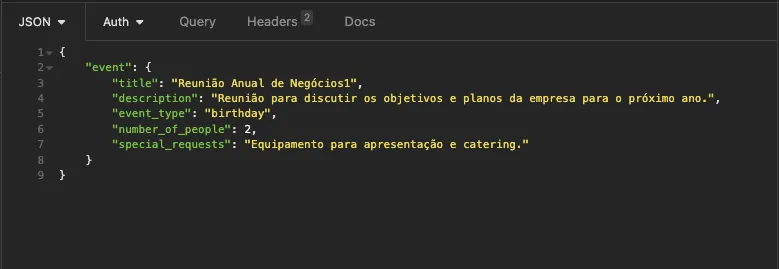 JSON Auth Query Headers 2 Docs
1 {
2 "event": {
3 "title": "Reunião Anual de Negócios1",
4 "description": "Reunião para discutir os objetivos e planos da empresa para o próximo ano.",
5 "event_type": "birthday",
6 "number_of_people": 2,
7 "special_requests": "Equipamento para apresentação e catering."
8 }
9 }